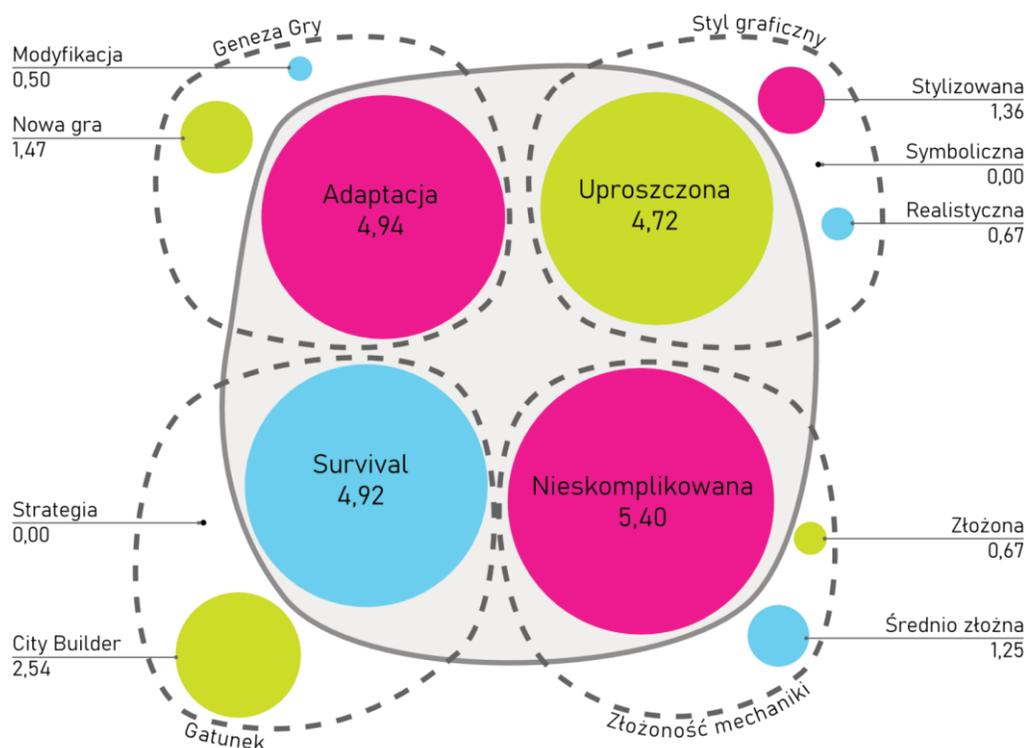 Geneza Gry
Styl graficzny
Modyfikacja
0,50
Nowa gra
1,47
Adaptacja
4,94
Uproszczona
4,72
Stylizowana
1,36
Symboliczna
0,00
Realistyczna
0,67
Survival
4,92
Nieskomplikowana
5,40
Strategia
0,00
City Builder
2,54
Złożona
0,67
Średnio złożna
1,25
Gatunek
Złożoność mechaniki